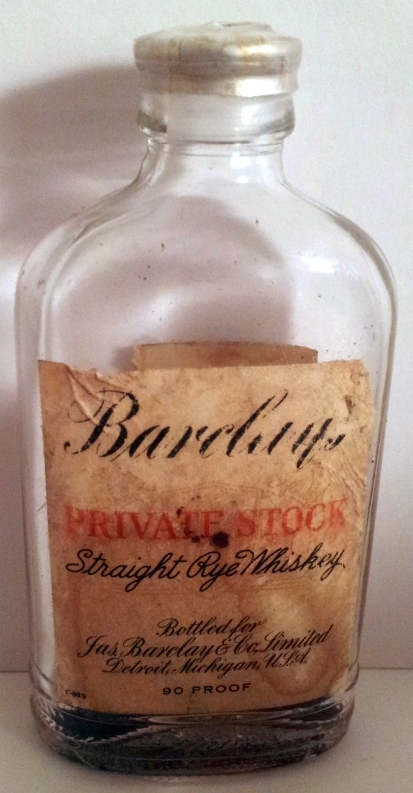 Barclay's
PRIVATE STOCK
Straight Rye Whiskey
Bottled for
Jas. Barclay & Co. Limited
Detroit, Michigan, U.S.A.
90 PROOF